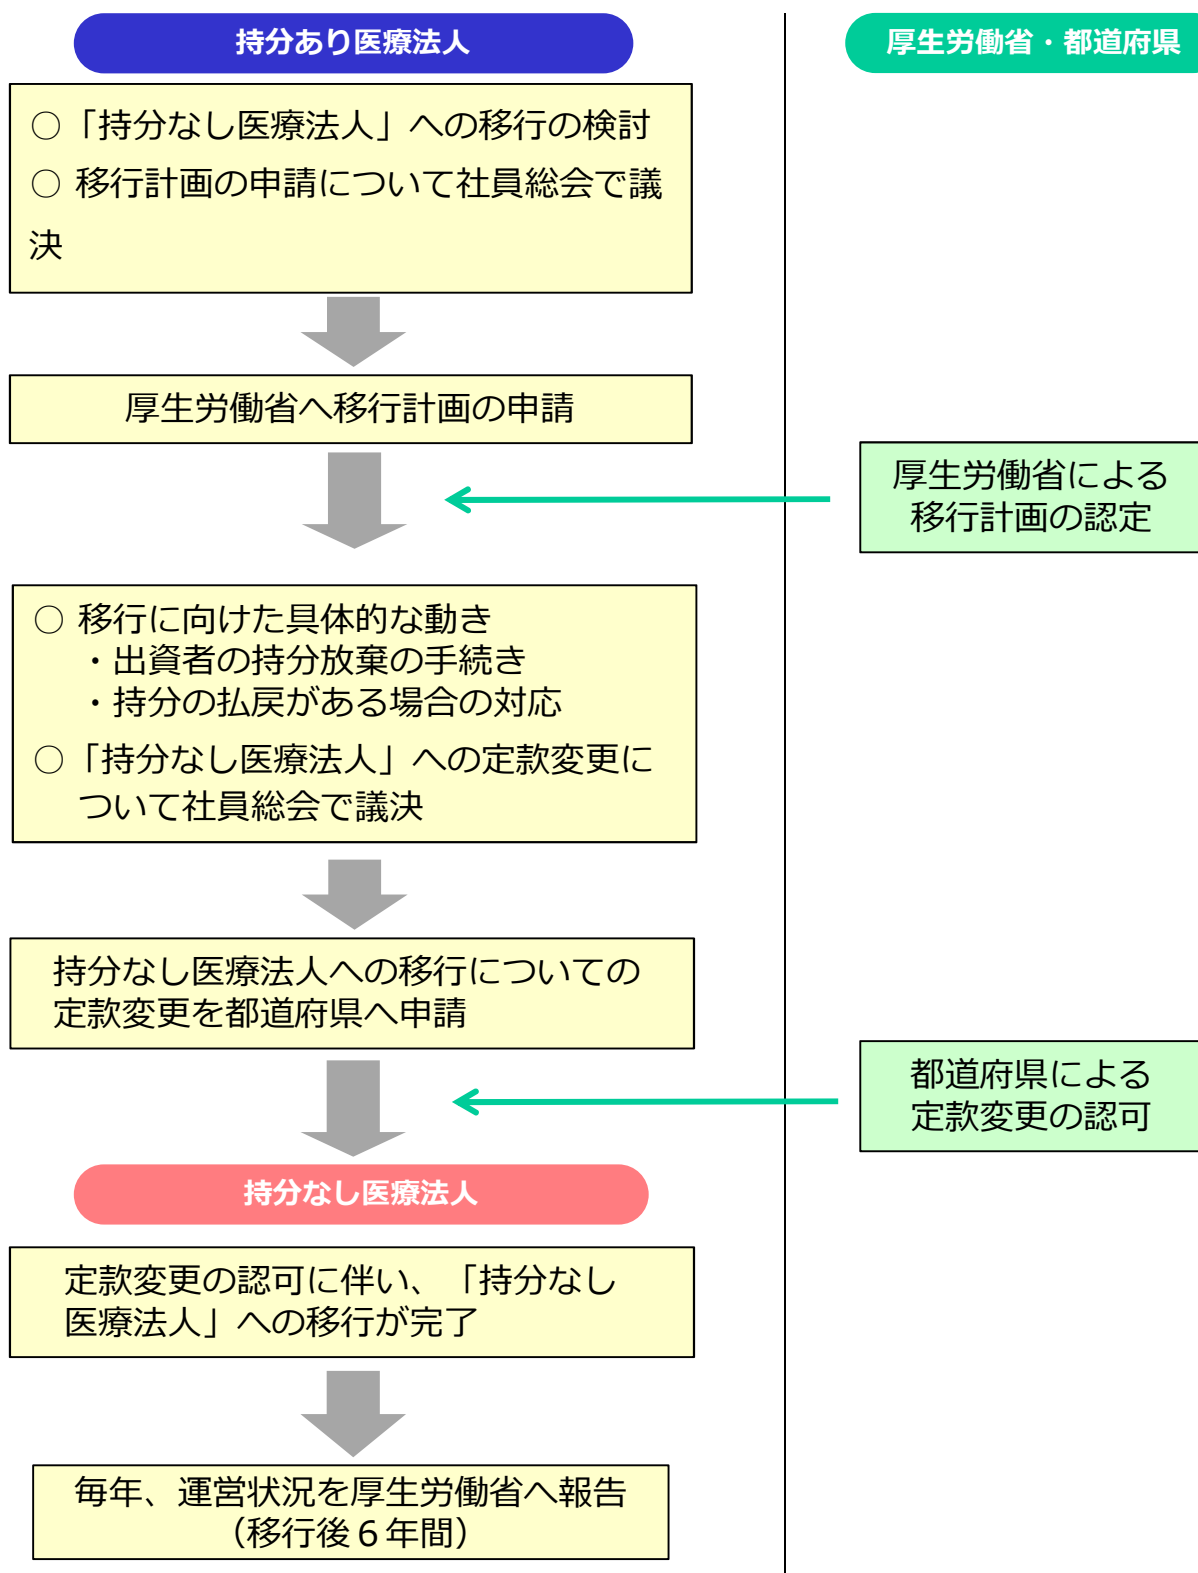 持分あり医療法人
厚生労働省・都道府県
○「持分なし医療法人」への移行の検討
○ 移行計画の申請について社員総会で議
決
厚生労働省へ移行計画の申請
厚生労働省による
移行計画の認定
○ 移行に向けた具体的な動き
・出資者の持分放棄の手続き
・持分の払戻がある場合の対応
○「持分なし医療法人」への定款変更に
ついて社員総会で議決
持分なし医療法人への移行についての
定款変更を都道府県へ申請
都道府県による
定款変更の認可
持分なし医療法人
定款変更の認可に伴い、「持分なし
医療法人」への移行が完了
毎年、運営状況を厚生労働省へ報告
（移行後６年間）